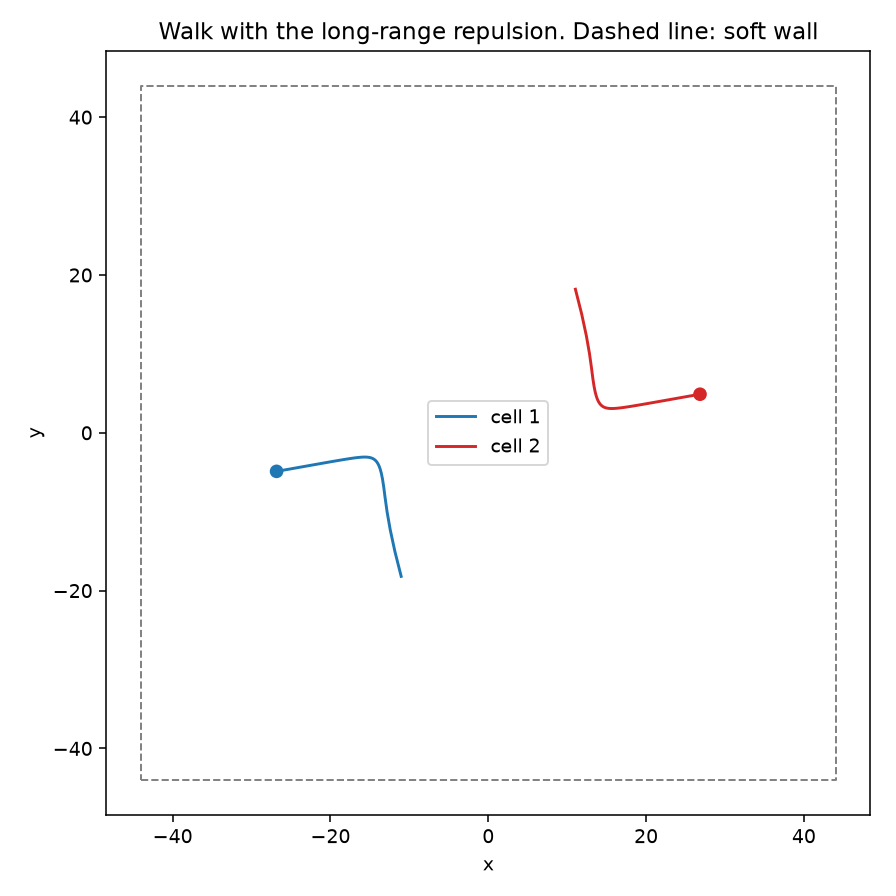 Walk with the long-range repulsion. Dashed line: soft wall
40
20
0
−20
−40
y
cell 1
cell 2
−40 −20 0 20 40
x